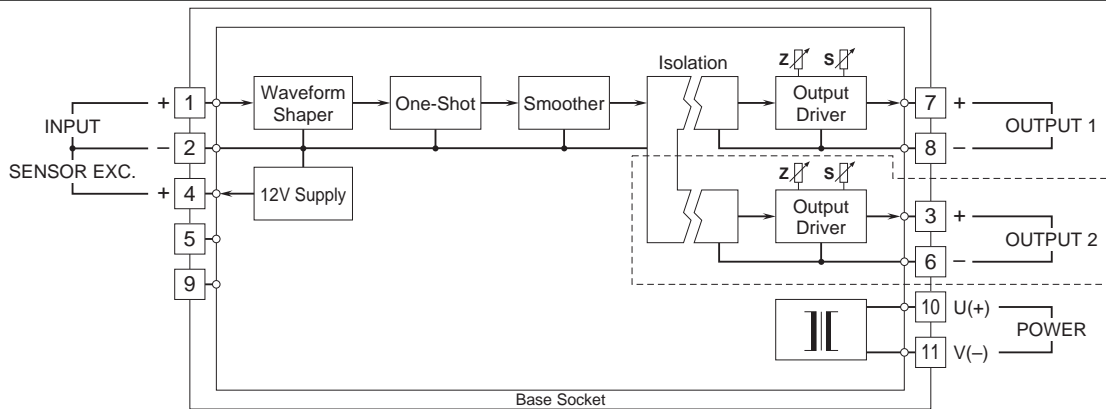 Isolation
Z S
+ 1 Waveform Shaper One-Shot Smoother Output Driver 7 +
INPUT OUTPUT 1
– 2 8 –
SENSOR EXC.
+ 4 12V Supply Z S
Output Driver 3 +
5 OUTPUT 2
6 –
9
10 U(+)
POWER
11 V(–)
Base Socket